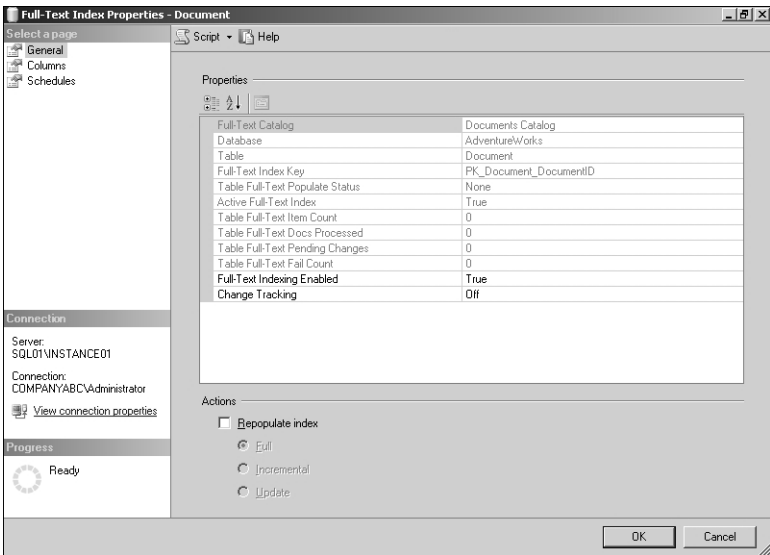 Full-Text Index Properties - Document
Select a page
General
Columns
Schedules
Script Help
Properties
Full-Text Catalog Documents Catalog
Database AdventureWorks
Table Document
Full-Text Index Key PK_Document_DocumentID
Table Full-Text Populate Status None
Active Full-Text Index True
Table Full-Text Item Count 0
Table Full-Text Docs Processed 0
Table Full-Text Pending Changes 0
Table Full-Text Fail Count 0
Full-Text Indexing Enabled True
Change Tracking Off
Connection
Server:
SQL01\INSTANCE01
Connection:
COMPANYABC\Administrator
View connection properties
Progress
Ready
Actions
Repopulate index
Full
Incremental
Update
OK Cancel